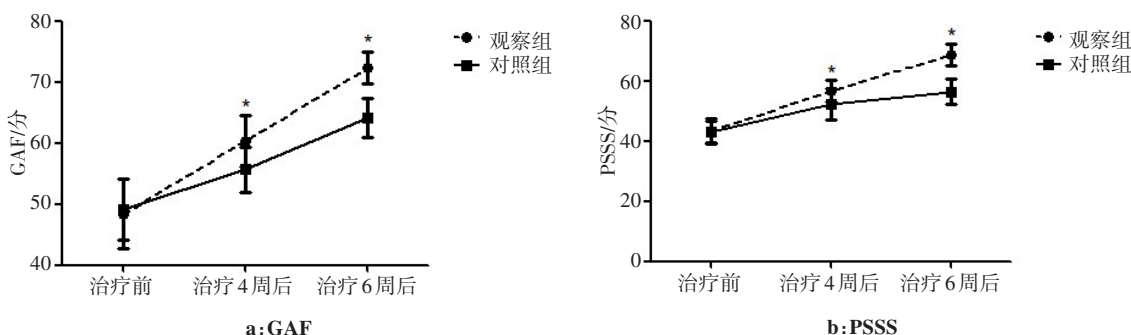 80
70
60
50
40
GAF/分
*
*
治疗前
治疗4周后
治疗6周后
观察组
对照组
a:GAF
80
60
40
20
0
PSSS/分
*
*
治疗前
治疗4周后
治疗6周后
观察组
对照组
b:PSSS